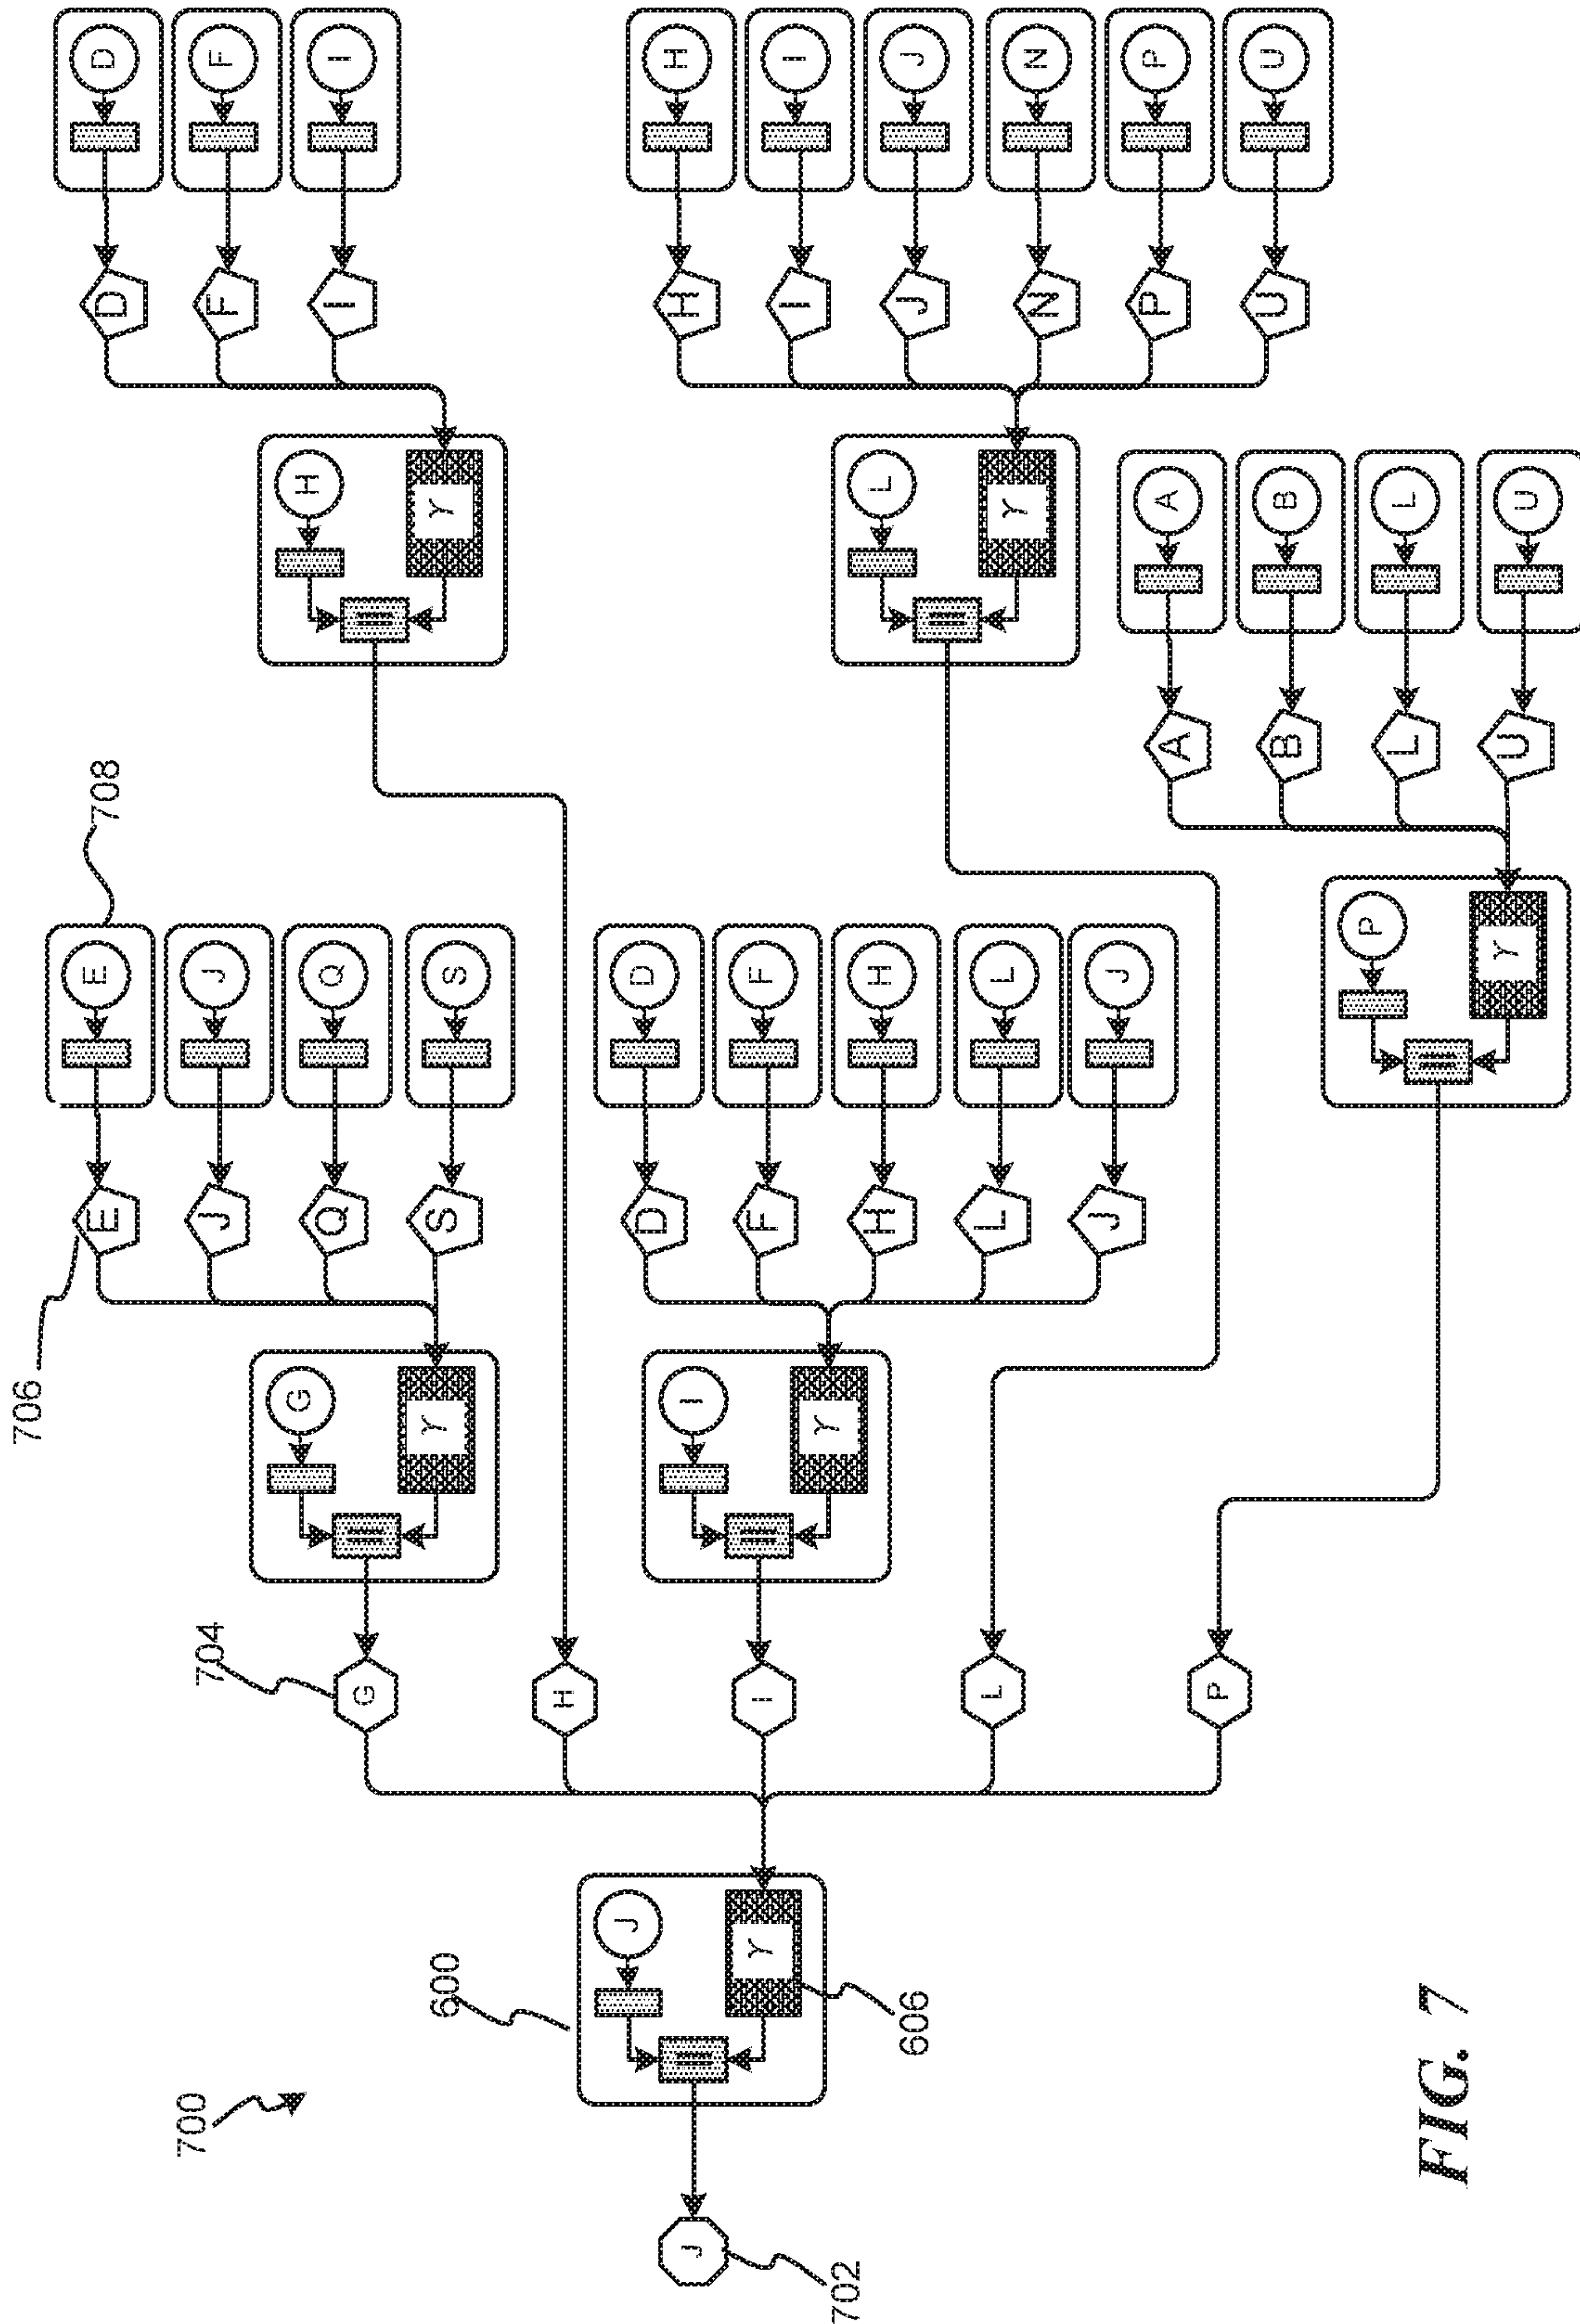 706
E E 708 D D
700 704 J J F F
G Q Q H I I
G
600 γ S S γ
H
J D D H H
J I
γ I F F I I
702 γ H H L J J
606
L L L γ N N
J J A A P P
P B B U U
P L L
FIG. 7
γ U U